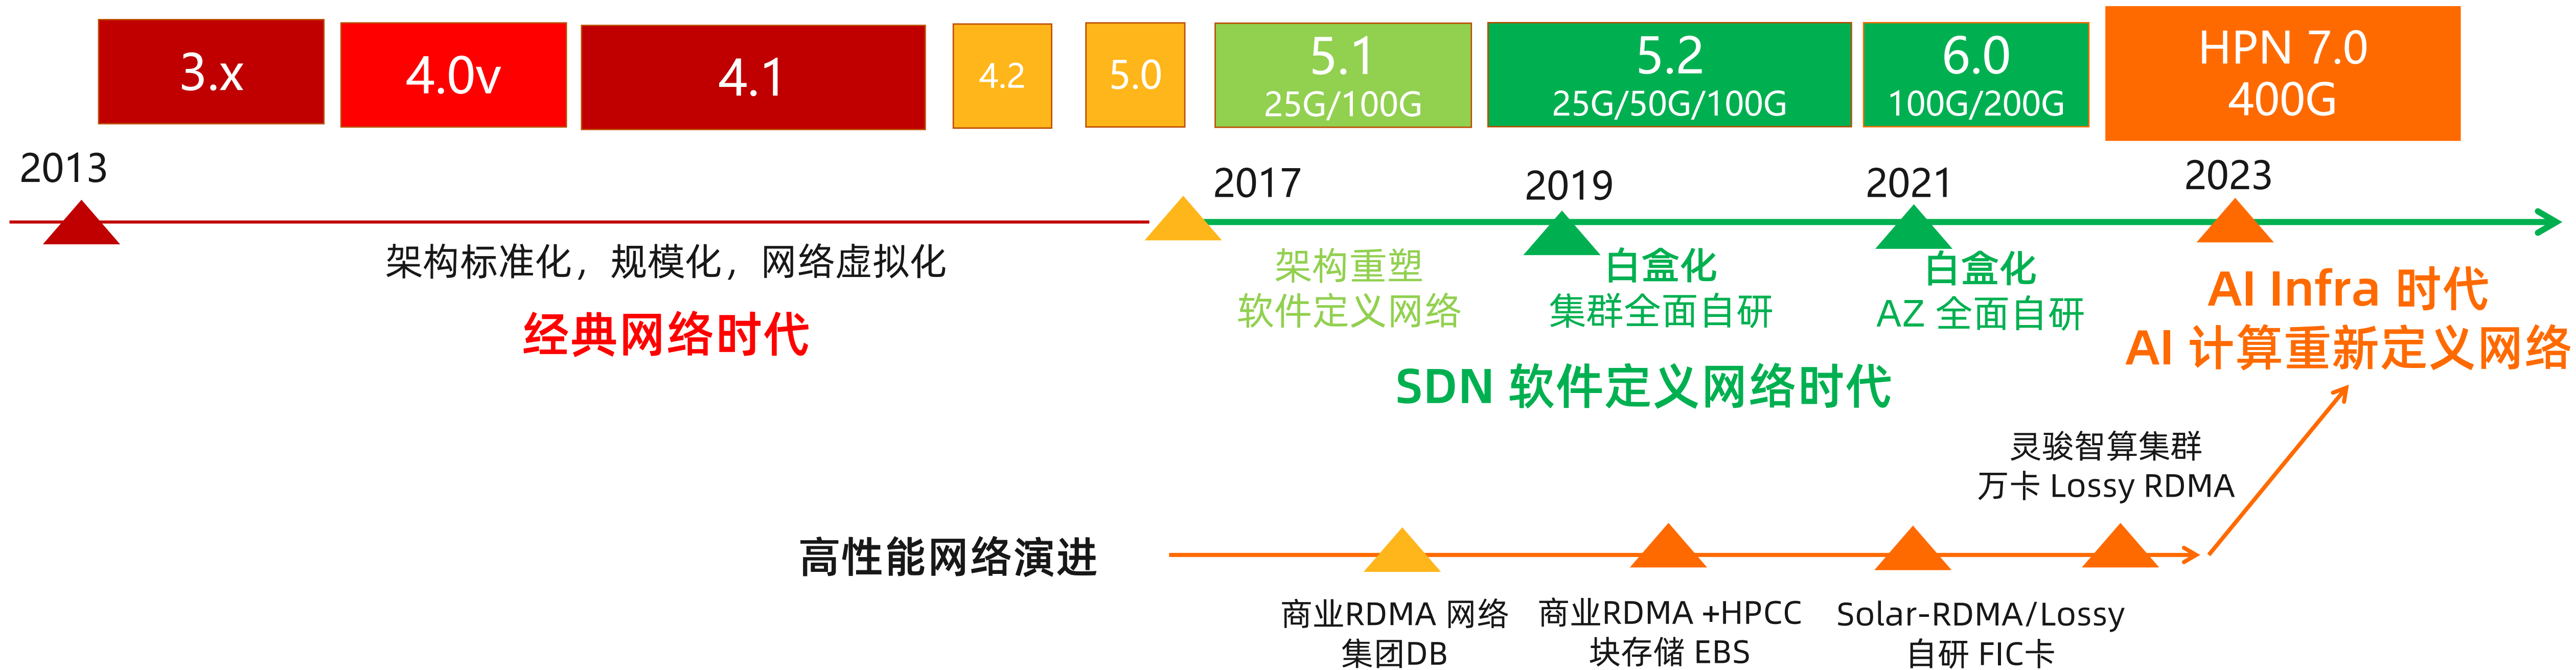 3.x
4.0v
4.1
4.2
5.0
5.1
25G/100G
5.2
25G/50G/100G
6.0
100G/200G
HPN 7.0
400G
2013
2017
2019
2021
2023
架构标准化，规模化，网络虚拟化
经典网络时代
架构重塑
软件定义网络
白盒化
集群全面自研
白盒化
AZ 全面自研
SDN 软件定义网络时代
AI Infra 时代
AI 计算重新定义网络
灵骏智算集群
万卡 Lossy RDMA
高性能网络演进
商业RDMA 网络
集团DB
商业RDMA +HPCC
块存储 EBS
Solar-RDMA/Lossy
自研 FIC卡